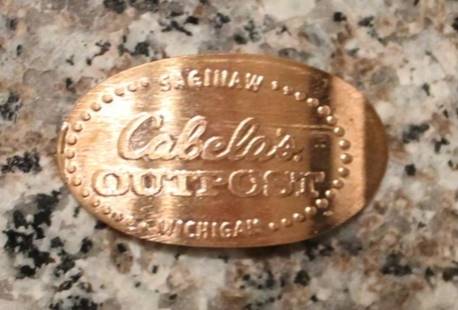 SAGINAW
Cabela's
OUTPOST
MICHIGAN